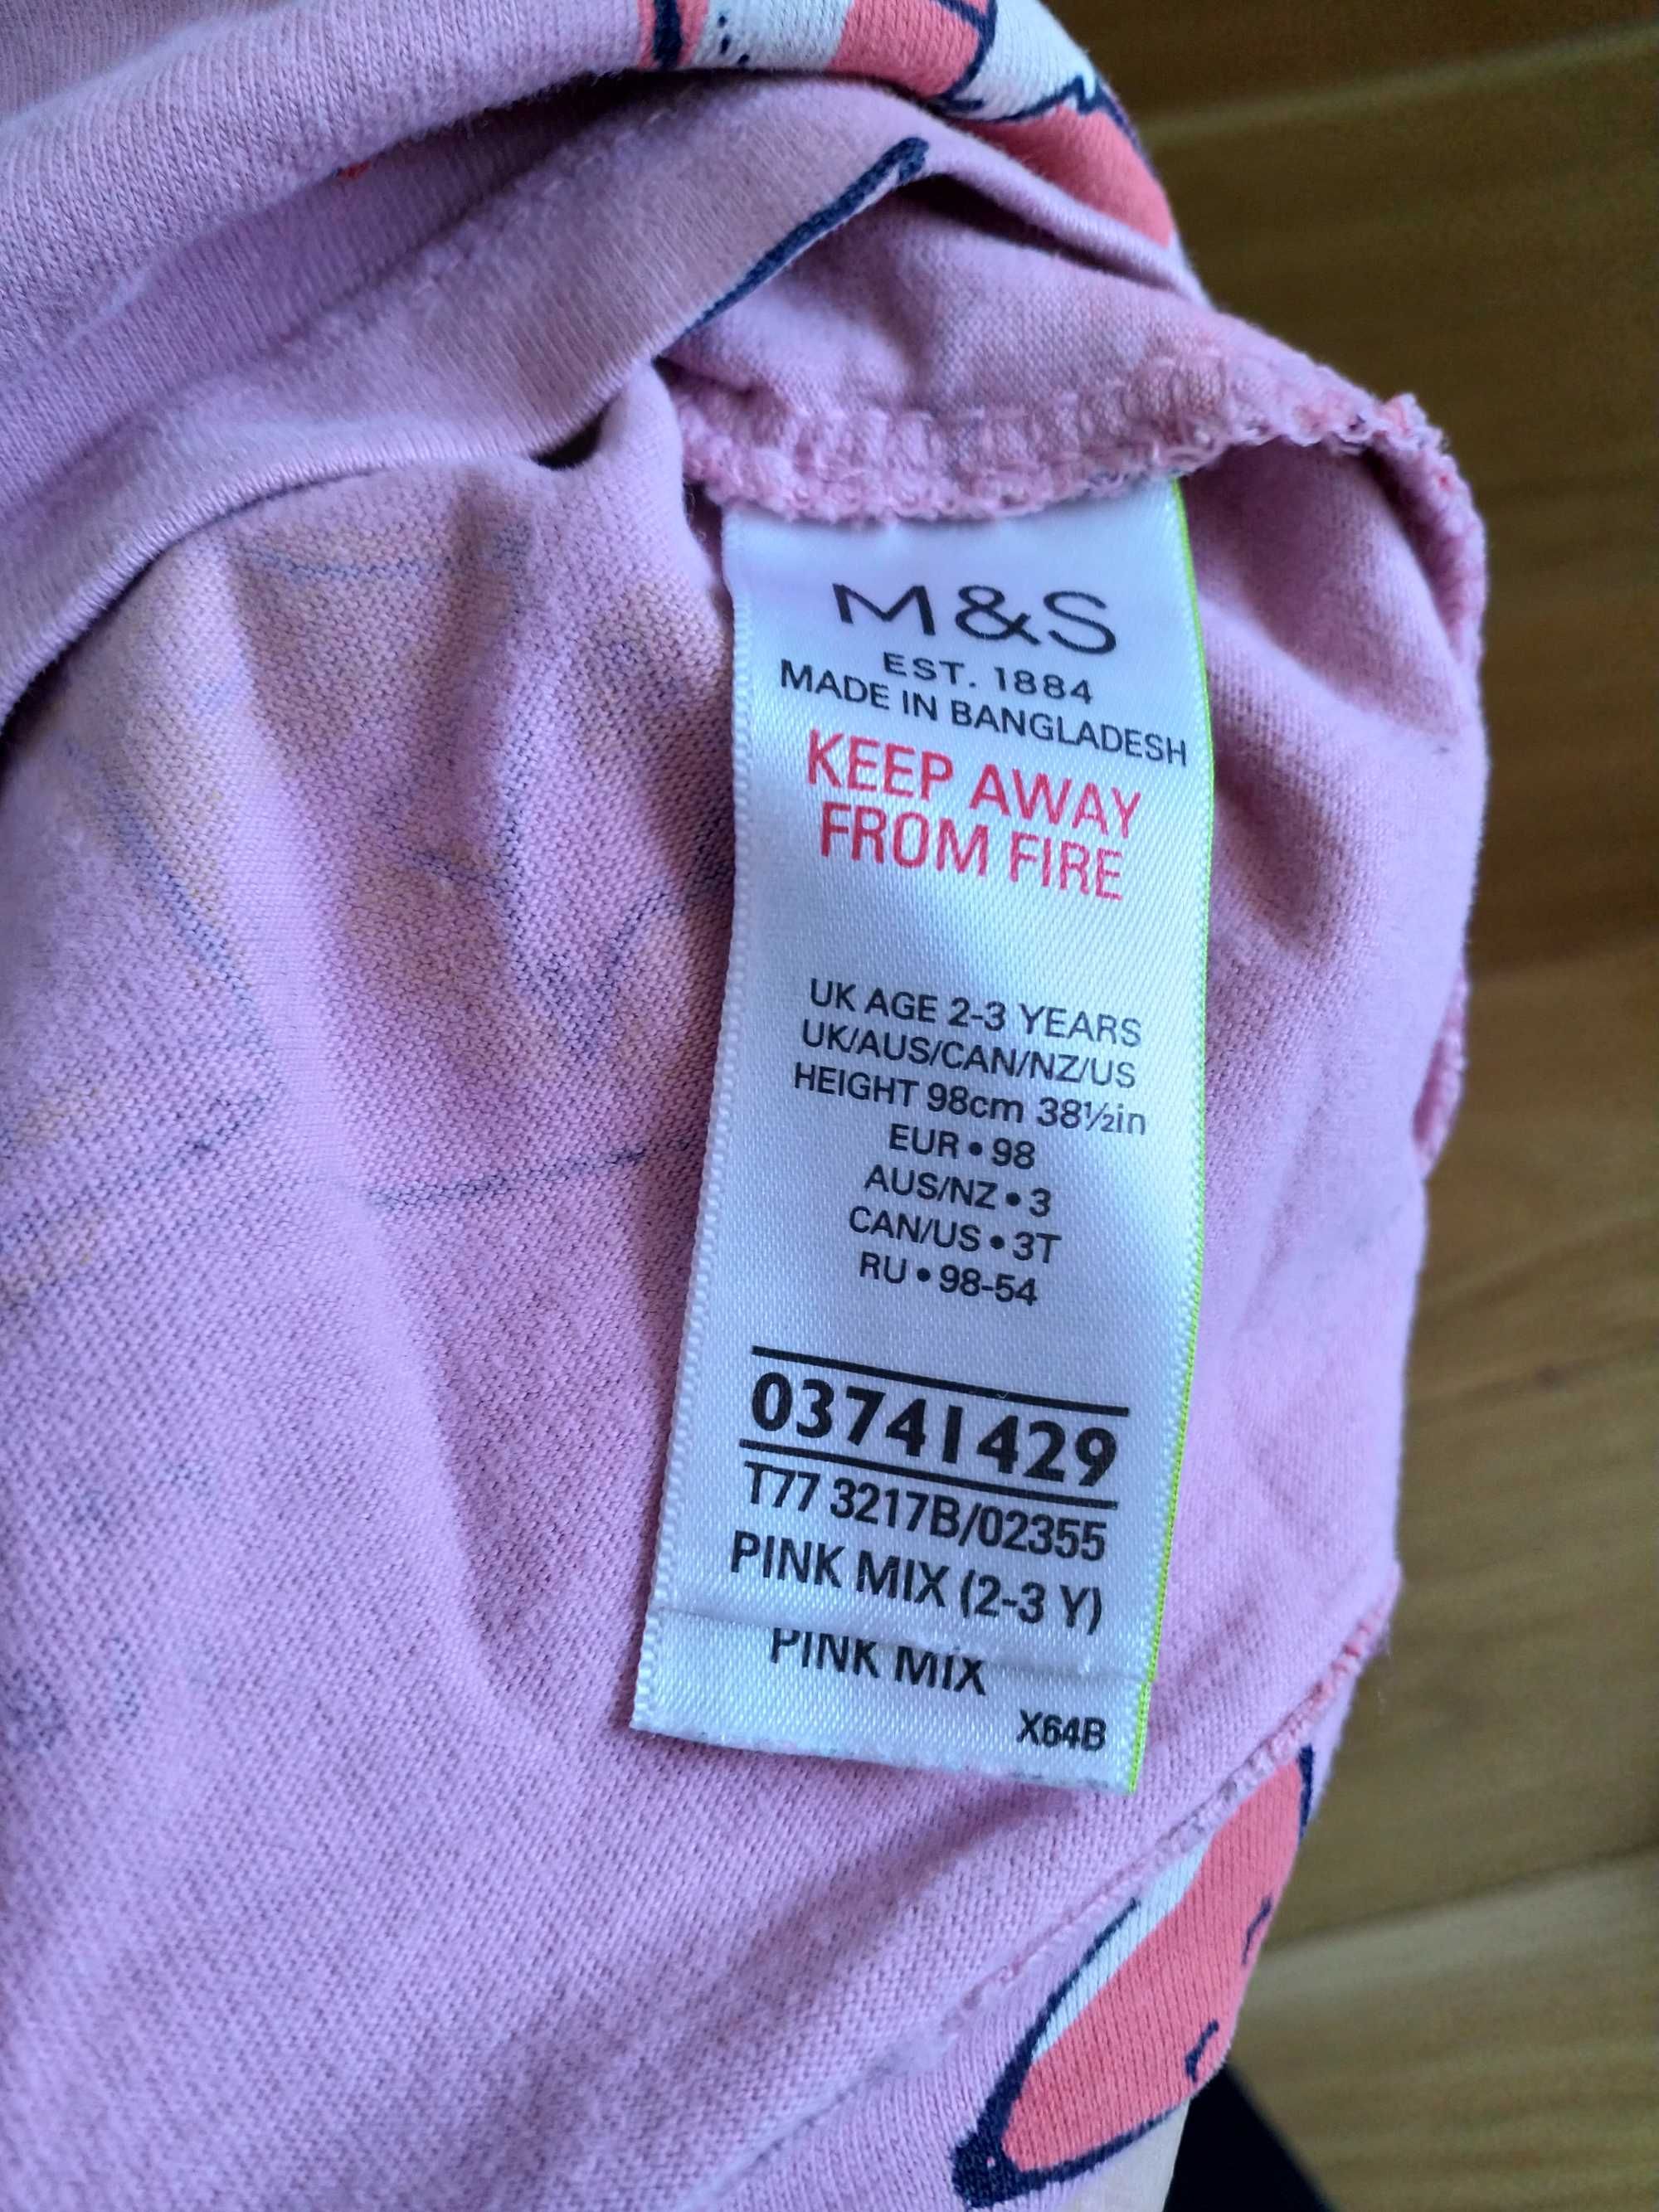 M&S
EST. 1884
MADE IN BANGLADESH
KEEP AWAY
FROM FIRE
UK AGE 2-3 YEARS
UK/AUS/CAN/NZ/US
HEIGHT 98cm 38½in
EUR • 98
AUS/NZ • 3
CAN/US • 3T
RU • 98-54
03741429
T77 3217B/02355
PINK MIX (2-3 Y)
PINK MIX
X64B